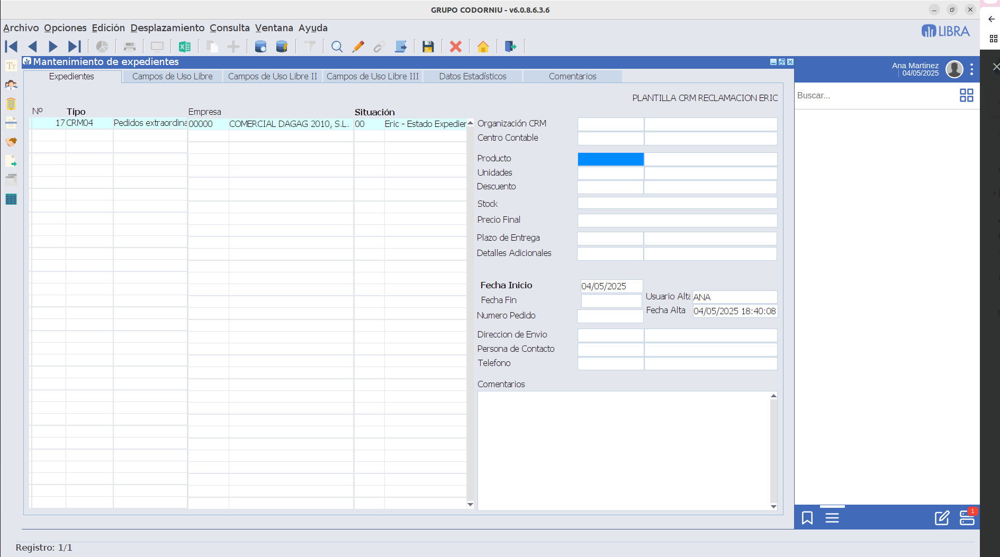 GRUPO CODORNIU - v6.0.8.6.3.6
Archivo Opciones Edición Desplazamiento Consulta Ventana Ayuda
LIBRA
Mantenimiento de expedientes
Ana Martinez
04/05/2025
Expedientes Campos de Uso Libre Campos de Uso Libre II Campos de Uso Libre III Datos Estadísticos Comentarios
Buscar...
PLANTILLA CRM RECLAMACION ERIC
Nº Tipo Empresa Situación
17 CRM04 Pedidos extraordina 00000 COMERCIAL DAGAG 2010, S.L. 00 Eric - Estado Expedier
Organización CRM
Centro Contable
Producto
Unidades
Descuento
Stock
Precio Final
Plazo de Entrega
Detalles Adicionales
Fecha Inicio 04/05/2025
Fecha Fin
Usuario Alta ANA
Fecha Alta 04/05/2025 18:40:08
Numero Pedido
Direccion de Envio
Persona de Contacto
Telefono
Comentarios
1
Registro: 1/1